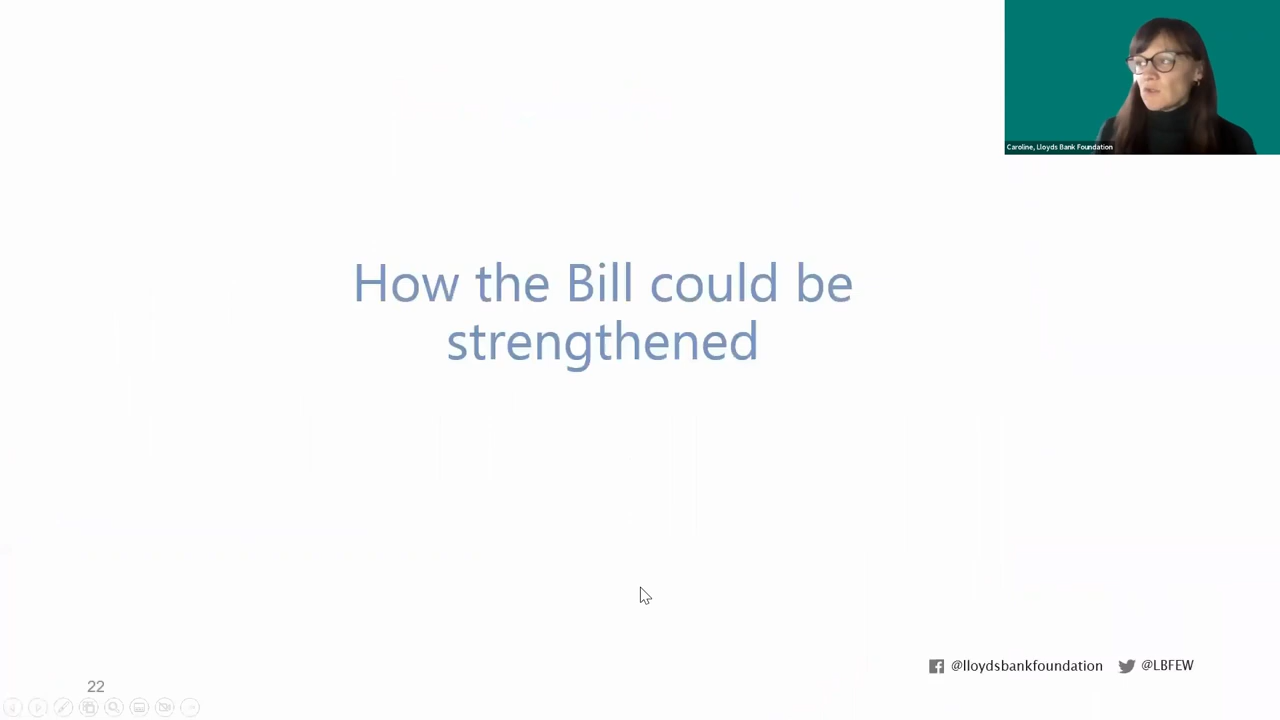 Caroline, Lloyds Bank Foundation
How the Bill could be
strengthened
@lloydsbankfoundation @LBFEW
22